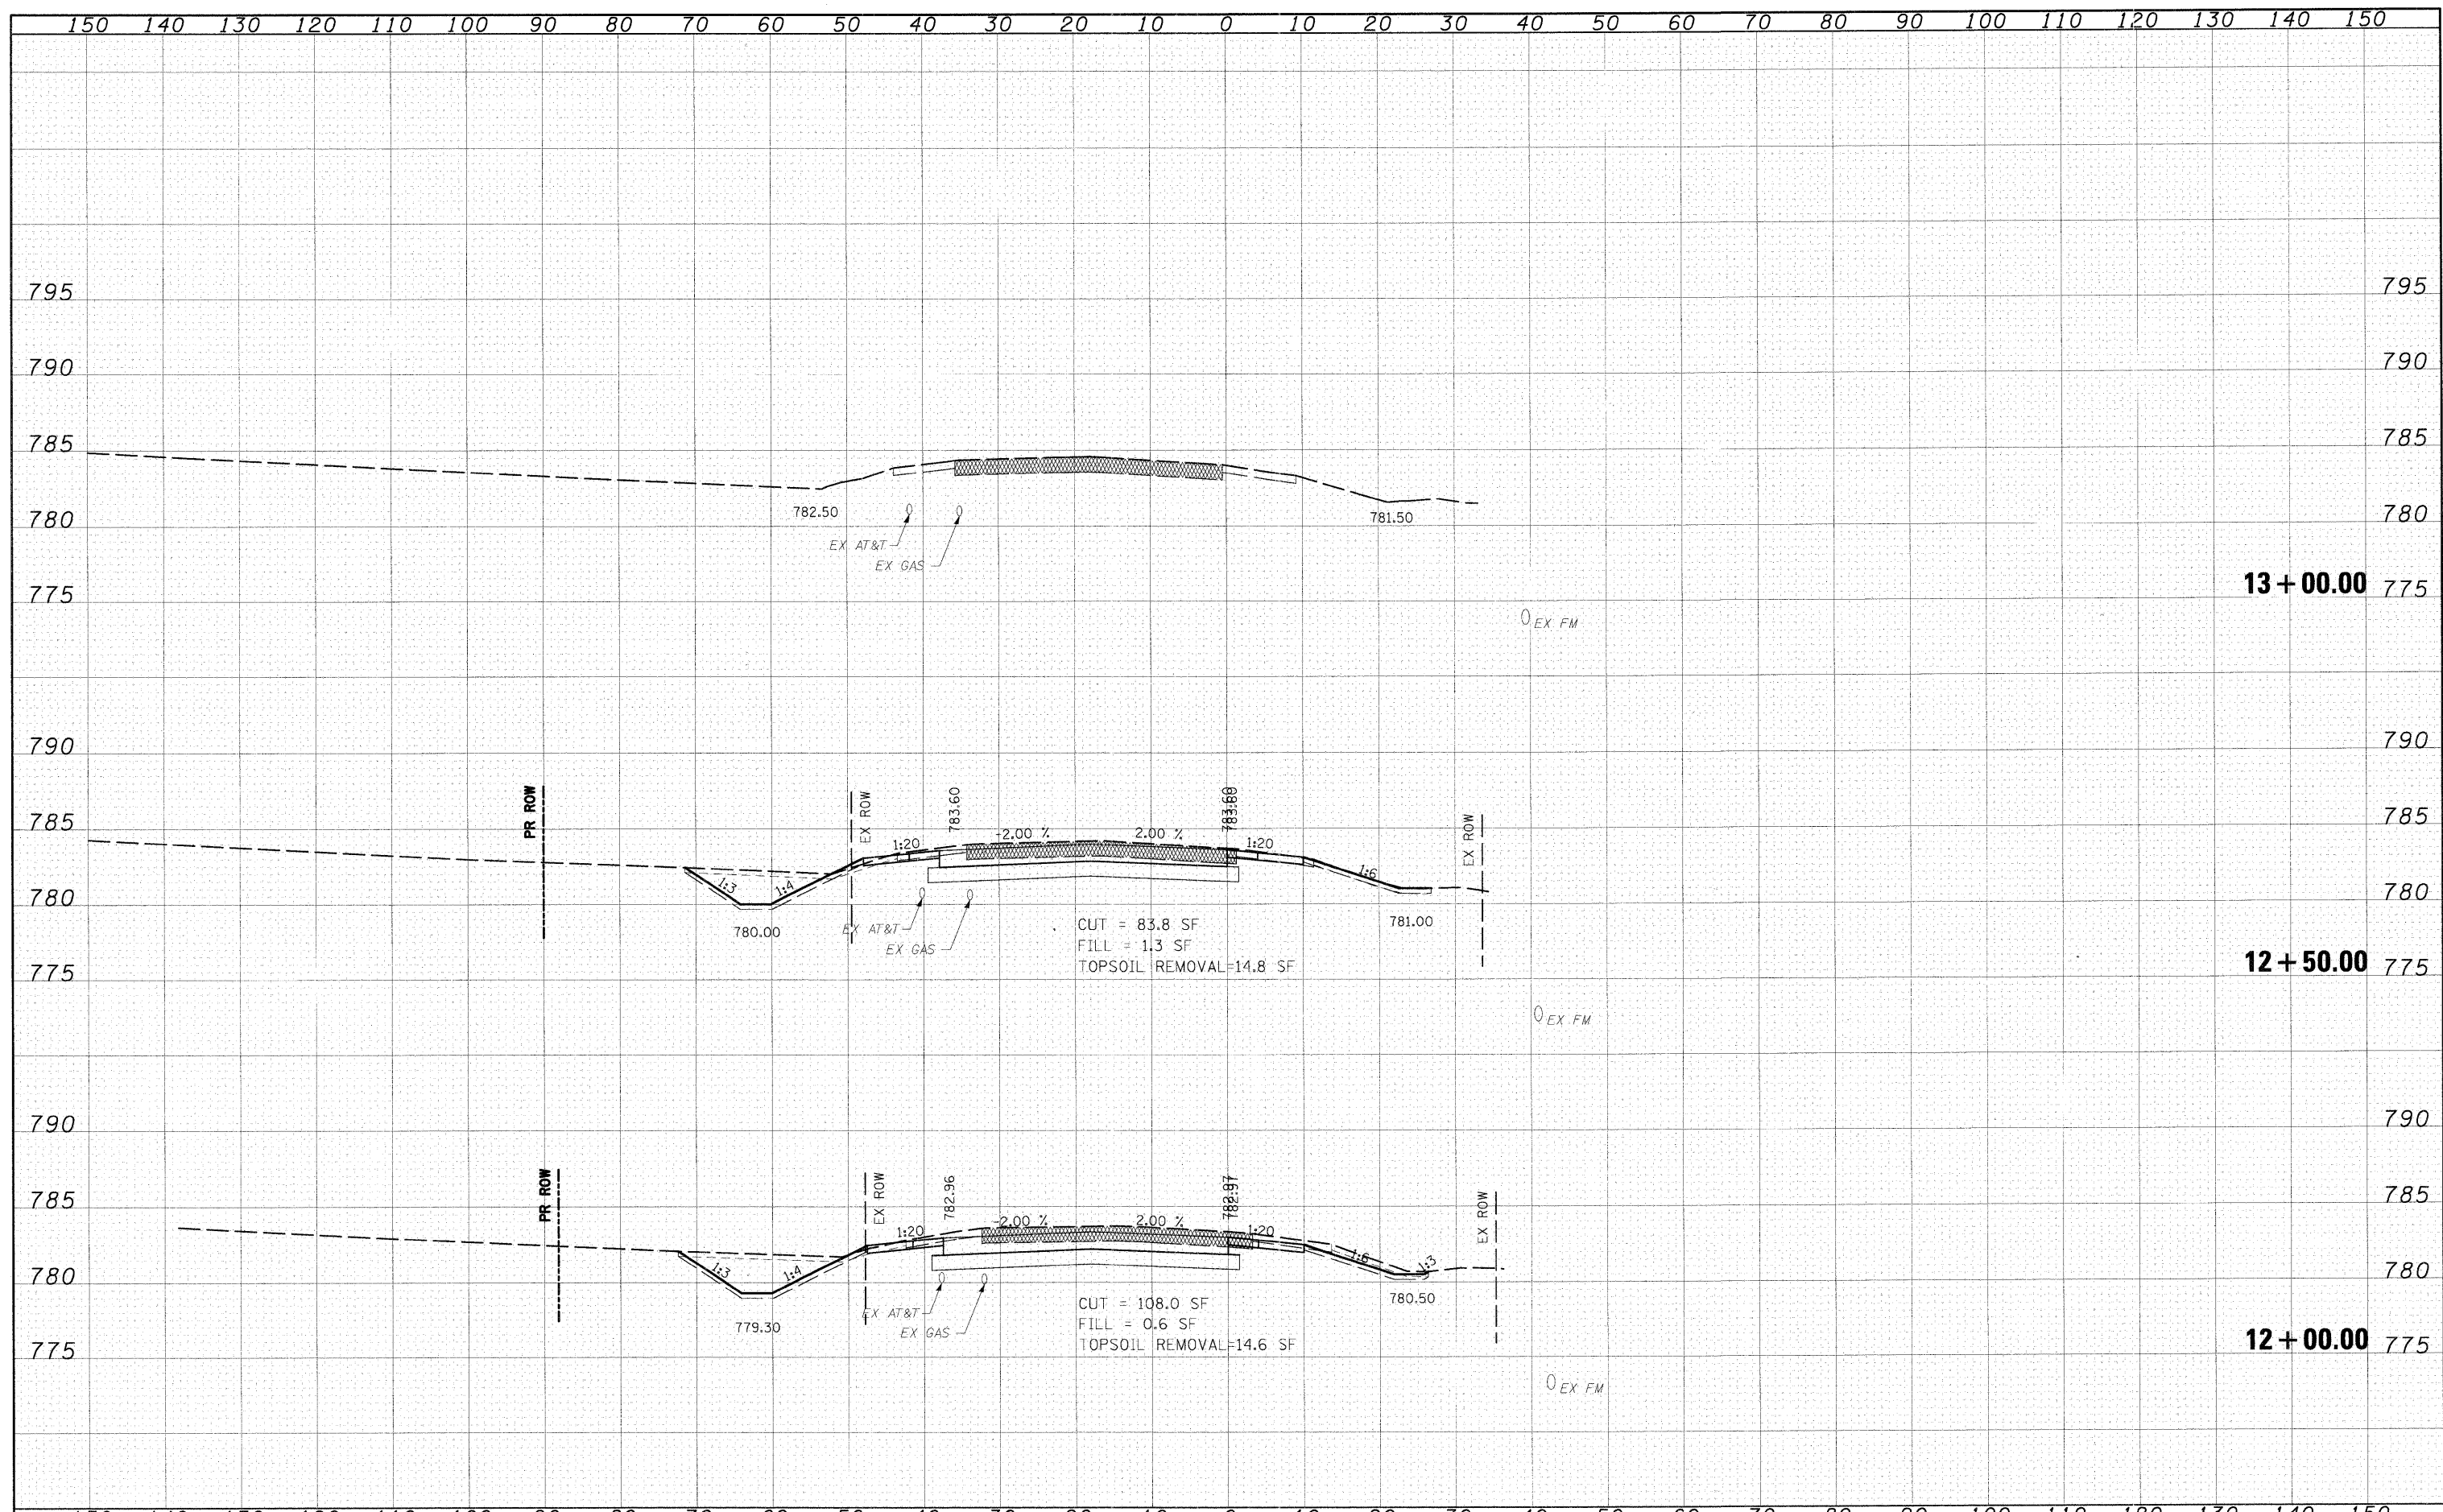 150 140 130 120 110 100 90 80 70 60 50 40 30 20 10 0 10 20 30 40 50 60 70 80 90 100 110 120 130 140 150
795 795
790 790
785 785
782.50 781.50
780 780
EX AT&T
EX GAS
13+00.00
775 775
EX FM
790 790
PR ROW
EX ROW
783.60
783.60
783.60
EX ROW
785 785
-2.00 % 2.00 %
1:20 1:20
1:3 1:4 1:6
780 780
780.00 781.00
EX AT&T
EX GAS
CUT = 83.8 SF
FILL = 1.3 SF
TOPSOIL REMOVAL=14.8 SF
12+50.00
775 775
EX FM
790 790
PR ROW
EX ROW
782.96
782.97
782.97
EX ROW
785 785
-2.00 % 2.00 %
1:20 1:20
1:3 1:4 1:6 1:3
780 780
779.30 780.50
EX AT&T
EX GAS
CUT = 108.0 SF
FILL = 0.6 SF
TOPSOIL REMOVAL=14.6 SF
12+00.00
775 775
EX FM